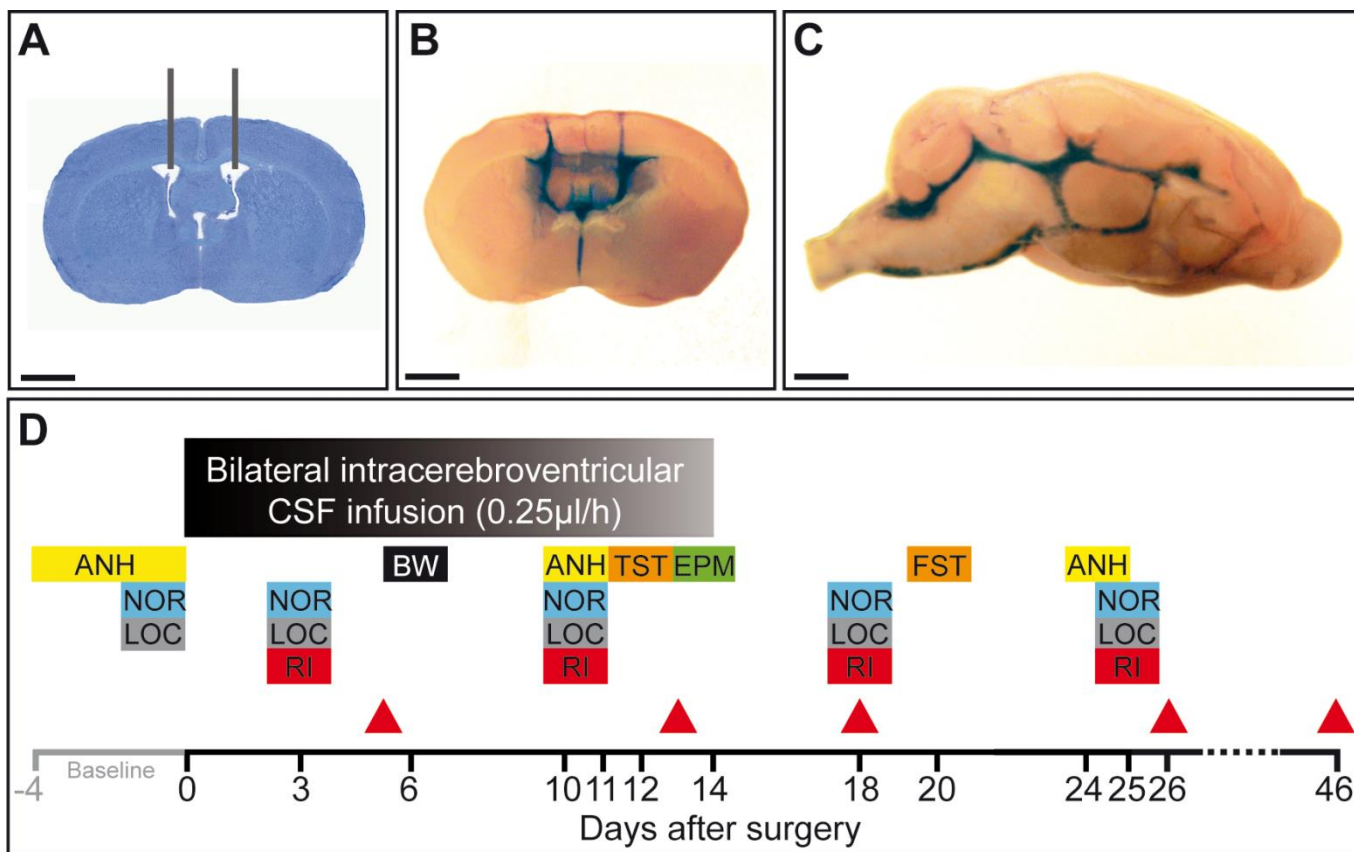 A
B
C
D
Bilateral intracerebroventricular
CSF infusion (0.25µl/h)
ANH BW ANH TST EPM FST ANH
NOR NOR NOR NOR NOR
LOC LOC LOC LOC LOC
RI RI RI RI
Baseline
-4 0 3 6 10 11 12 14 18 20 24 25 26 46
Days after surgery